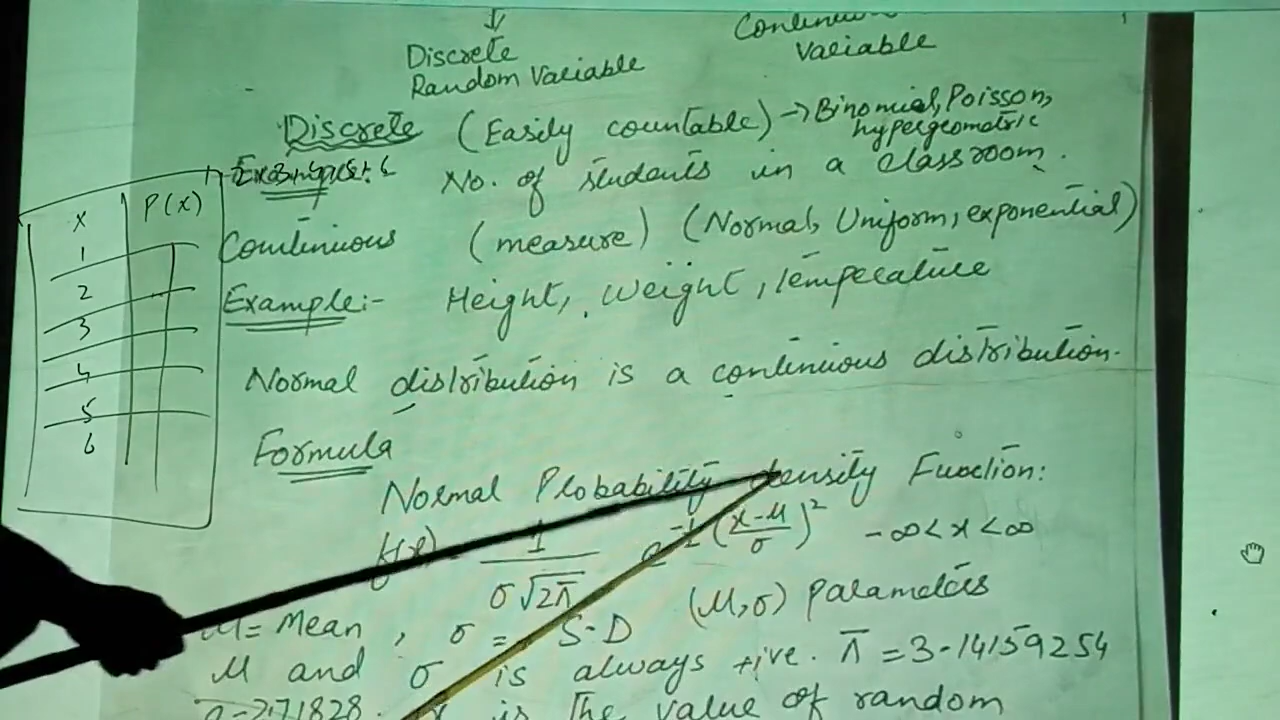 Discrete
Random Variable
Variable
Discrete (Easily countable) → Binomial, Poisson,
hypergeometric
No. of students in a classroom.
Continuous (measure) (Normal, Uniform, exponential)
Example:- Height, Weight, Temperature
Normal distribution is a continuous distribution.
Formula
Normal Probability density Function:
f(x) = 1/σ√2π e^-½(x-μ/σ)² -∞<x<∞
(μ,σ) Parameters
μ= Mean, σ = S.D
μ and σ is always +ive. π = 3.14159254
e=2.71828. is the value of random
x P(x)
1
2
3
4
5
6